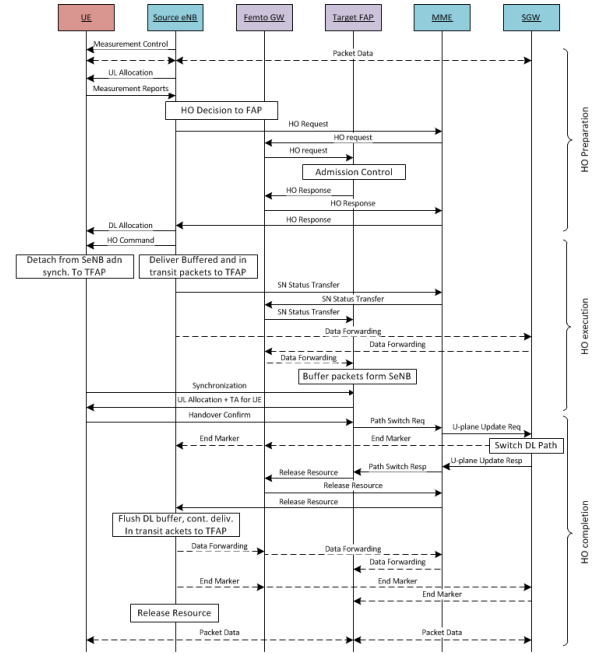 UE
Source eNB
Femto GW
Target FAP
MME
SGW
Measurement Control
Packet Data
UL Allocation
Measurement Reports
HO Decision to FAP
HO Request
HO request
HO request
Admission Control
HO Response
HO Response
HO Response
DL Allocation
HO Preparation
HO Command
Detach from SeNB adn
synch. To TFAP
Deliver Buffered and in
transit packets to TFAP
SN Status Transfer
SN Status Transfer
SN Status Transfer
Data Forwarding
Data Forwarding
Data Forwarding
Buffer packets form SeNB
Synchronization
UL Allocation + TA for UE
HO execution
Handover Confirm
Path Switch Req
U-plane Update Req
End Marker
End Marker
Switch DL Path
Release Resource
Path Switch Resp
U-plane Update Resp
Release Resource
Release Resource
Flush DL buffer, cont. deliv.
In transit ackets to TFAP
Data Forwarding
Data Forwarding
Data Forwarding
End Marker
End Marker
End Marker
Release Resource
Packet Data
Packet Data
HO completion